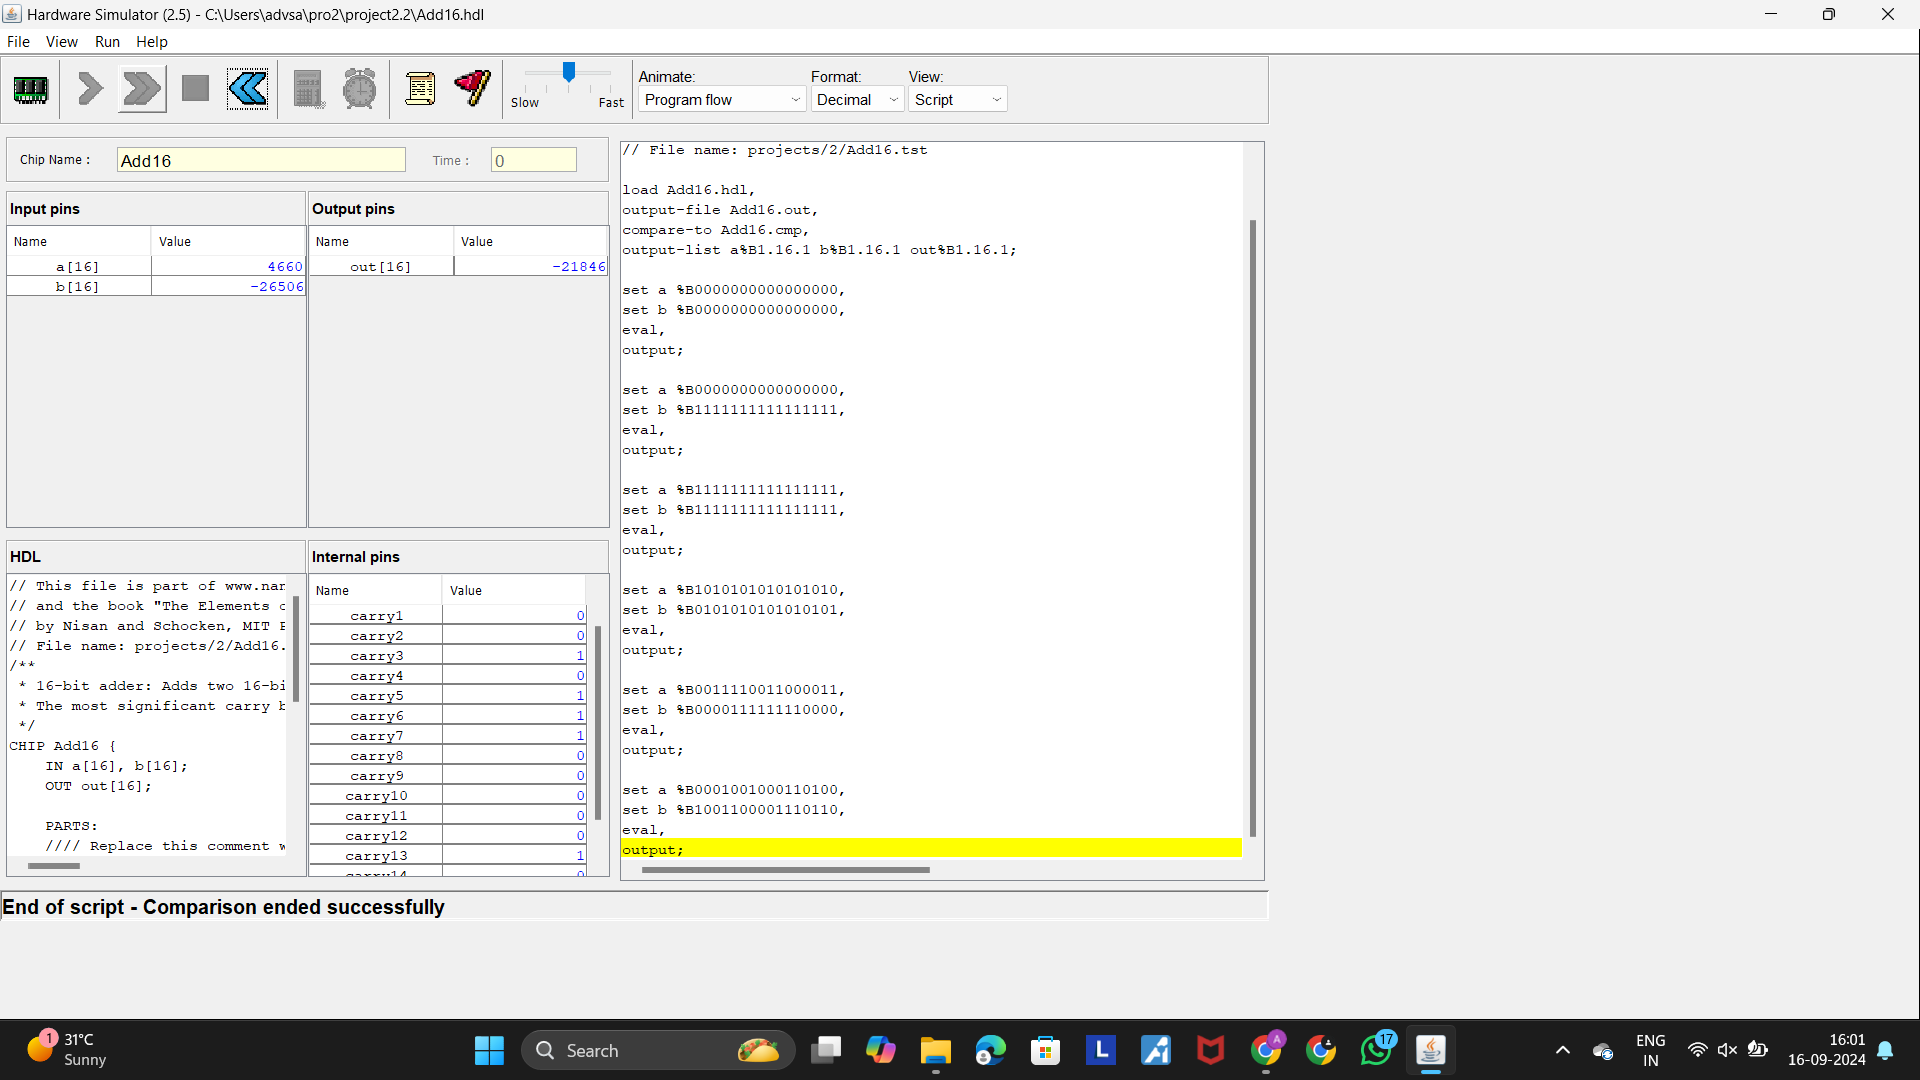 Hardware Simulator (2.5) - C:\Users\advsa\pro2\project2.2\Add16.hdl
File View Run Help
Slow Fast
Animate: Format: View:
Program flow Decimal Script
Chip Name : Add16 Time : 0
Input pins
Name Value
a[16] 4660
b[16] -26506
Output pins
Name Value
out[16] -21846
HDL
// This file is part of www.nan
// and the book "The Elements o
// by Nisan and Schocken, MIT P
// File name: projects/2/Add16.
/**
* 16-bit adder: Adds two 16-bi
* The most significant carry b
*/
CHIP Add16 {
IN a[16], b[16];
OUT out[16];
PARTS:
//// Replace this comment w
Internal pins
Name Value
carry1 0
carry2 0
carry3 1
carry4 0
carry5 1
carry6 1
carry7 1
carry8 0
carry9 0
carry10 0
carry11 0
carry12 0
carry13 1
carry14 0
// File name: projects/2/Add16.tst
load Add16.hdl,
output-file Add16.out,
compare-to Add16.cmp,
output-list a%B1.16.1 b%B1.16.1 out%B1.16.1;
set a %B0000000000000000,
set b %B0000000000000000,
eval,
output;
set a %B0000000000000000,
set b %B1111111111111111,
eval,
output;
set a %B1111111111111111,
set b %B1111111111111111,
eval,
output;
set a %B1010101010101010,
set b %B0101010101010101,
eval,
output;
set a %B0011110011000011,
set b %B0000111111110000,
eval,
output;
set a %B0001001000110100,
set b %B1001100001110110,
eval,
output;
End of script - Comparison ended successfully
1
31°C
Sunny
Search
L
A
17
ENG
IN
16:01
16-09-2024